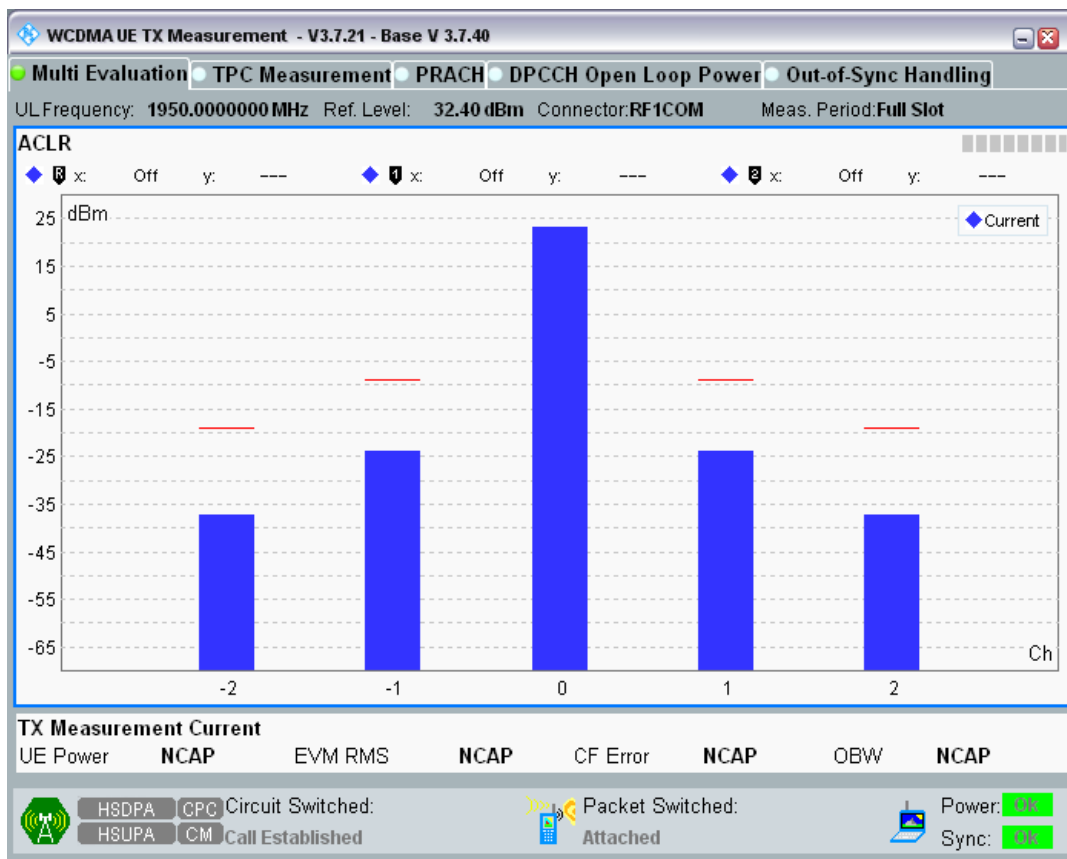 WCDMA UE TX Measurement - V3.7.21 - Base V 3.7.40
Multi Evaluation TPC Measurement PRACH DPCCH Open Loop Power Out-of-Sync Handling
UL Frequency: 1950.0000000 MHz Ref. Level: 32.40 dBm Connector:RF1COM Meas. Period:Full Slot
ACLR
R x: Off y: --- 1 x: Off y: --- 2 x: Off y: ---
dBm
Current
25
15
5
-5
-15
-25
-35
-45
-55
-65
Ch
-2 -1 0 1 2
TX Measurement Current
UE Power NCAP EVM RMS NCAP CF Error NCAP OBW NCAP
HSDPA CPC Circuit Switched: Packet Switched: Power: Ok
HSUPA CM Call Established Attached Sync: Ok